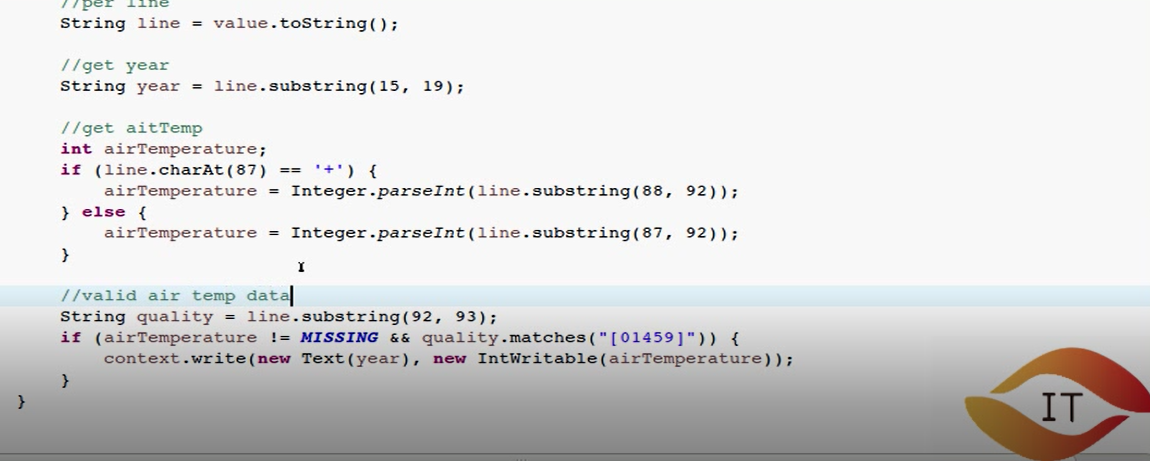 //per line
String line = value.toString();
//get year
String year = line.substring(15, 19);
//get aitTemp
int airTemperature;
if (line.charAt(87) == '+') {
airTemperature = Integer.parseInt(line.substring(88, 92));
} else {
airTemperature = Integer.parseInt(line.substring(87, 92));
}
//valid air temp data
String quality = line.substring(92, 93);
if (airTemperature != MISSING && quality.matches("[01459]")) {
context.write(new Text(year), new IntWritable(airTemperature));
}
}
IT